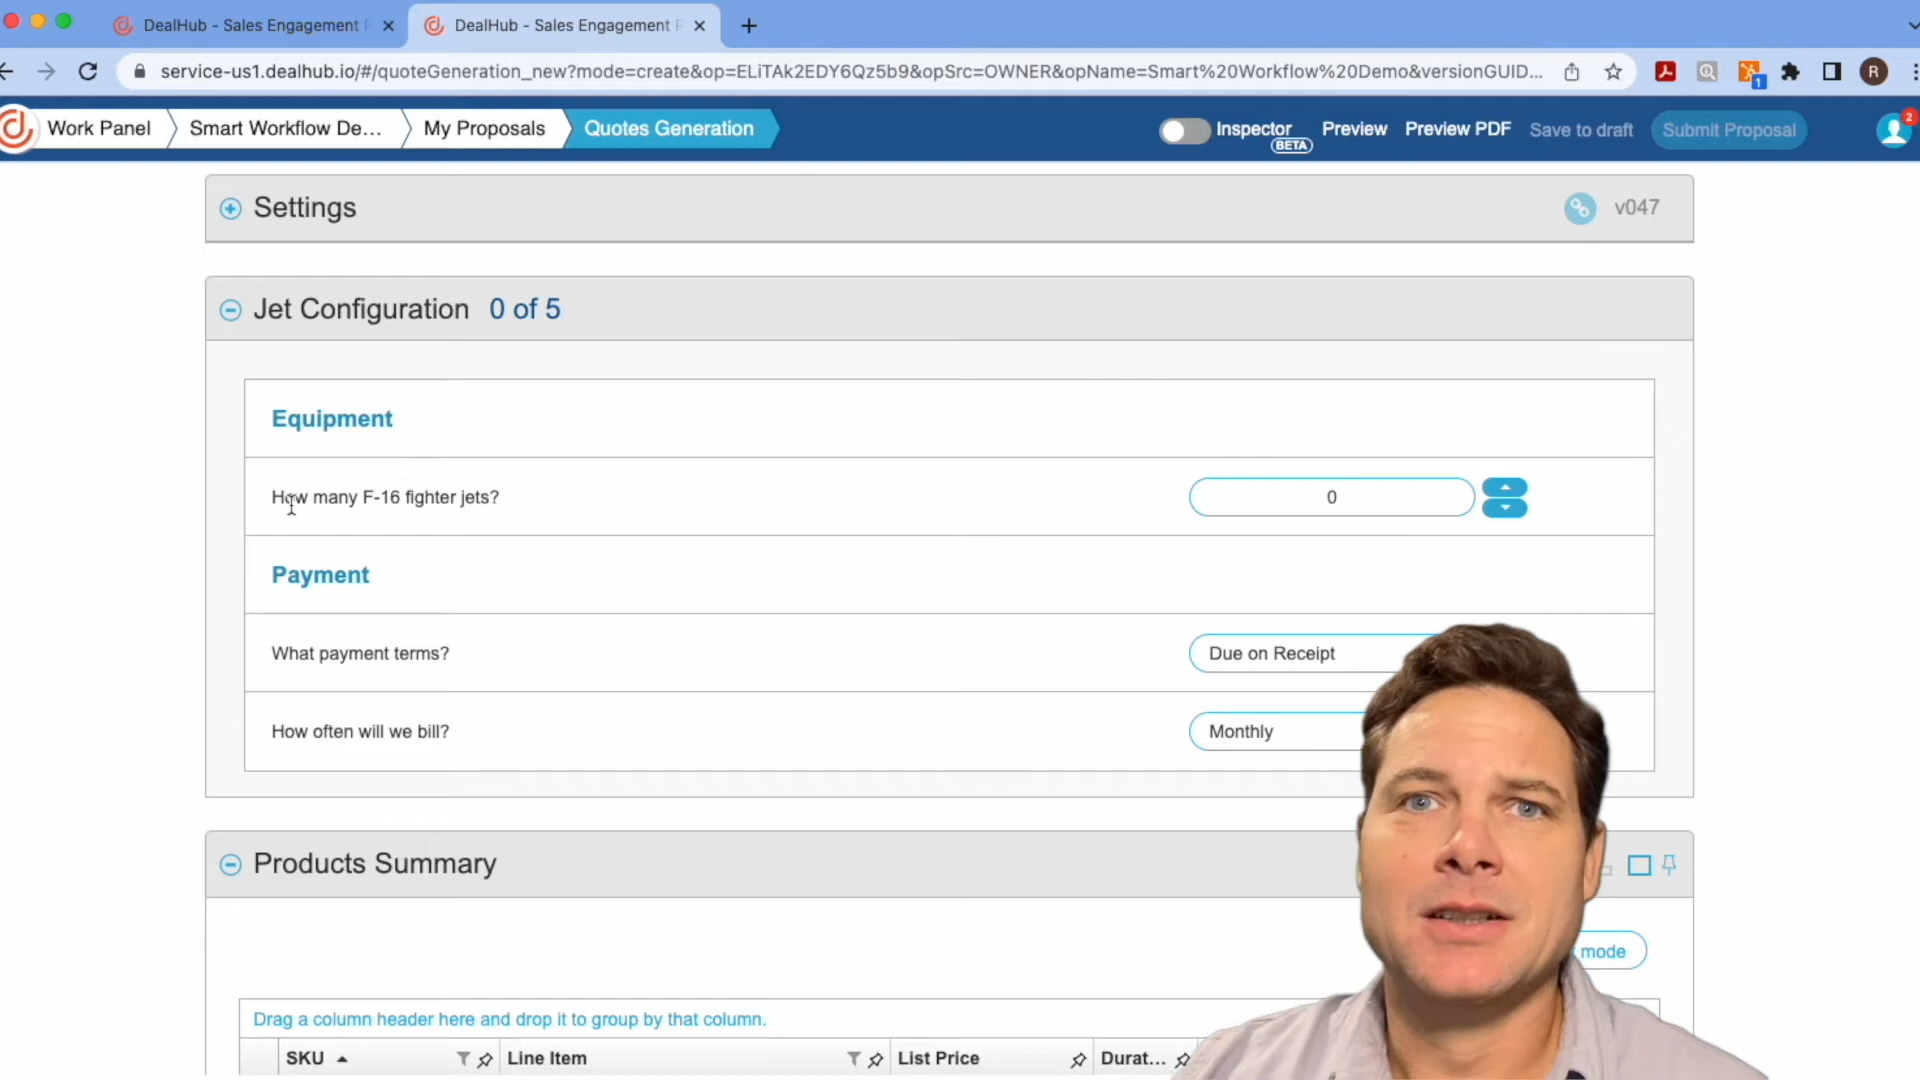 DealHub - Sales Engagement
DealHub - Sales Engagement
service-us1.dealhub.io/#/quoteGeneration_new?mode=create&op=ELiTAk2EDY6Qz5b9&opSrc=OWNER&opName=Smart%20Workflow%20Demo&versionGUID...
1
R
Work Panel
Smart Workflow De...
My Proposals
Quotes Generation
Inspector
BETA
Preview
Preview PDF
Save to draft
Submit Proposal
2
Settings
v047
Jet Configuration 0 of 5
Equipment
How many F-16 fighter jets?
0
Payment
What payment terms?
Due on Receipt
How often will we bill?
Monthly
Products Summary
mode
Drag a column header here and drop it to group by that column.
SKU
Line Item
List Price
Durat...